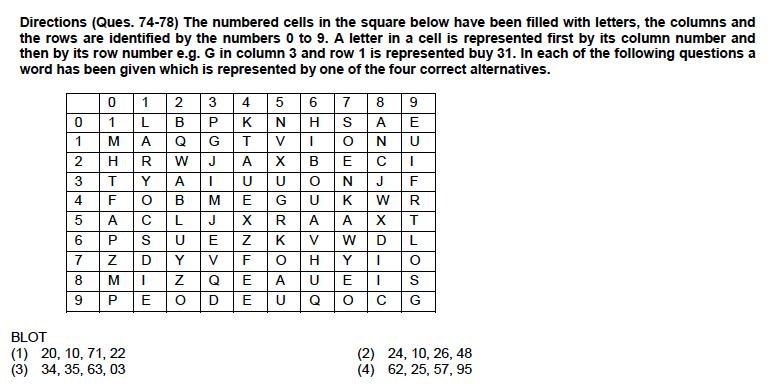 Directions (Ques. 74-78) The numbered cells in the square below have been filled with letters, the columns and
the rows are identified by the numbers 0 to 9. A letter in a cell is represented first by its column number and
then by its row number e.g. G in column 3 and row 1 is represented buy 31. In each of the following questions a
word has been given which is represented by one of the four correct alternatives.
0 1 2 3 4 5 6 7 8 9
0 1 L B P K N H S A E
1 M A Q G T V I O N U
2 H R W J A X B E C I
3 T Y A I U U O N J F
4 F O B M E G U K W R
5 A C L J X R A A X T
6 P S U E Z K V W D L
7 Z D Y V F O H Y I O
8 M I Z Q E A U E I S
9 P E O D E U Q O C G
BLOT
(1) 20, 10, 71, 22 (2) 24, 10, 26, 48
(3) 34, 35, 63, 03 (4) 62, 25, 57, 95